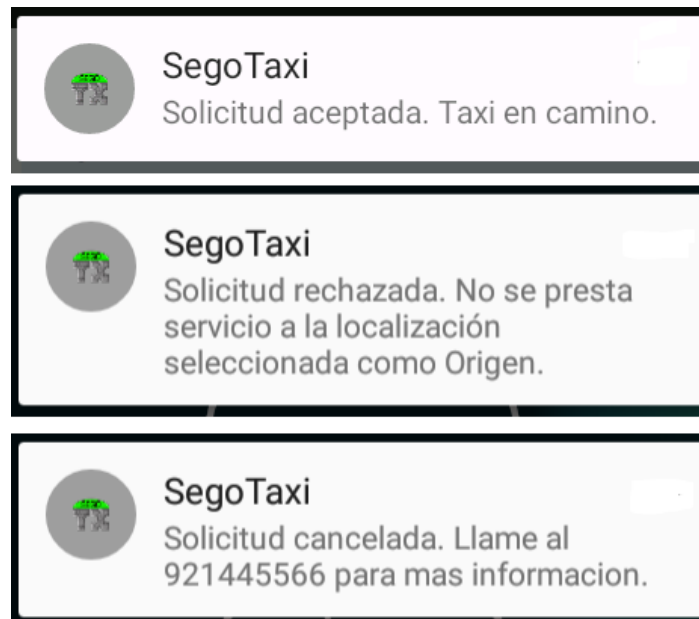 SegoTaxi
Solicitud aceptada. Taxi en camino.
SegoTaxi
Solicitud rechazada. No se presta
servicio a la localización
seleccionada como Origen.
SegoTaxi
Solicitud cancelada. Llame al
921445566 para mas informacion.